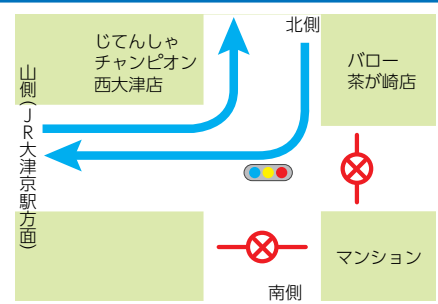 北側
じてんしゃ
チャンピオン
西大津店
バロー
茶が崎店
山側(JR大津京駅方面)
マンション
南側